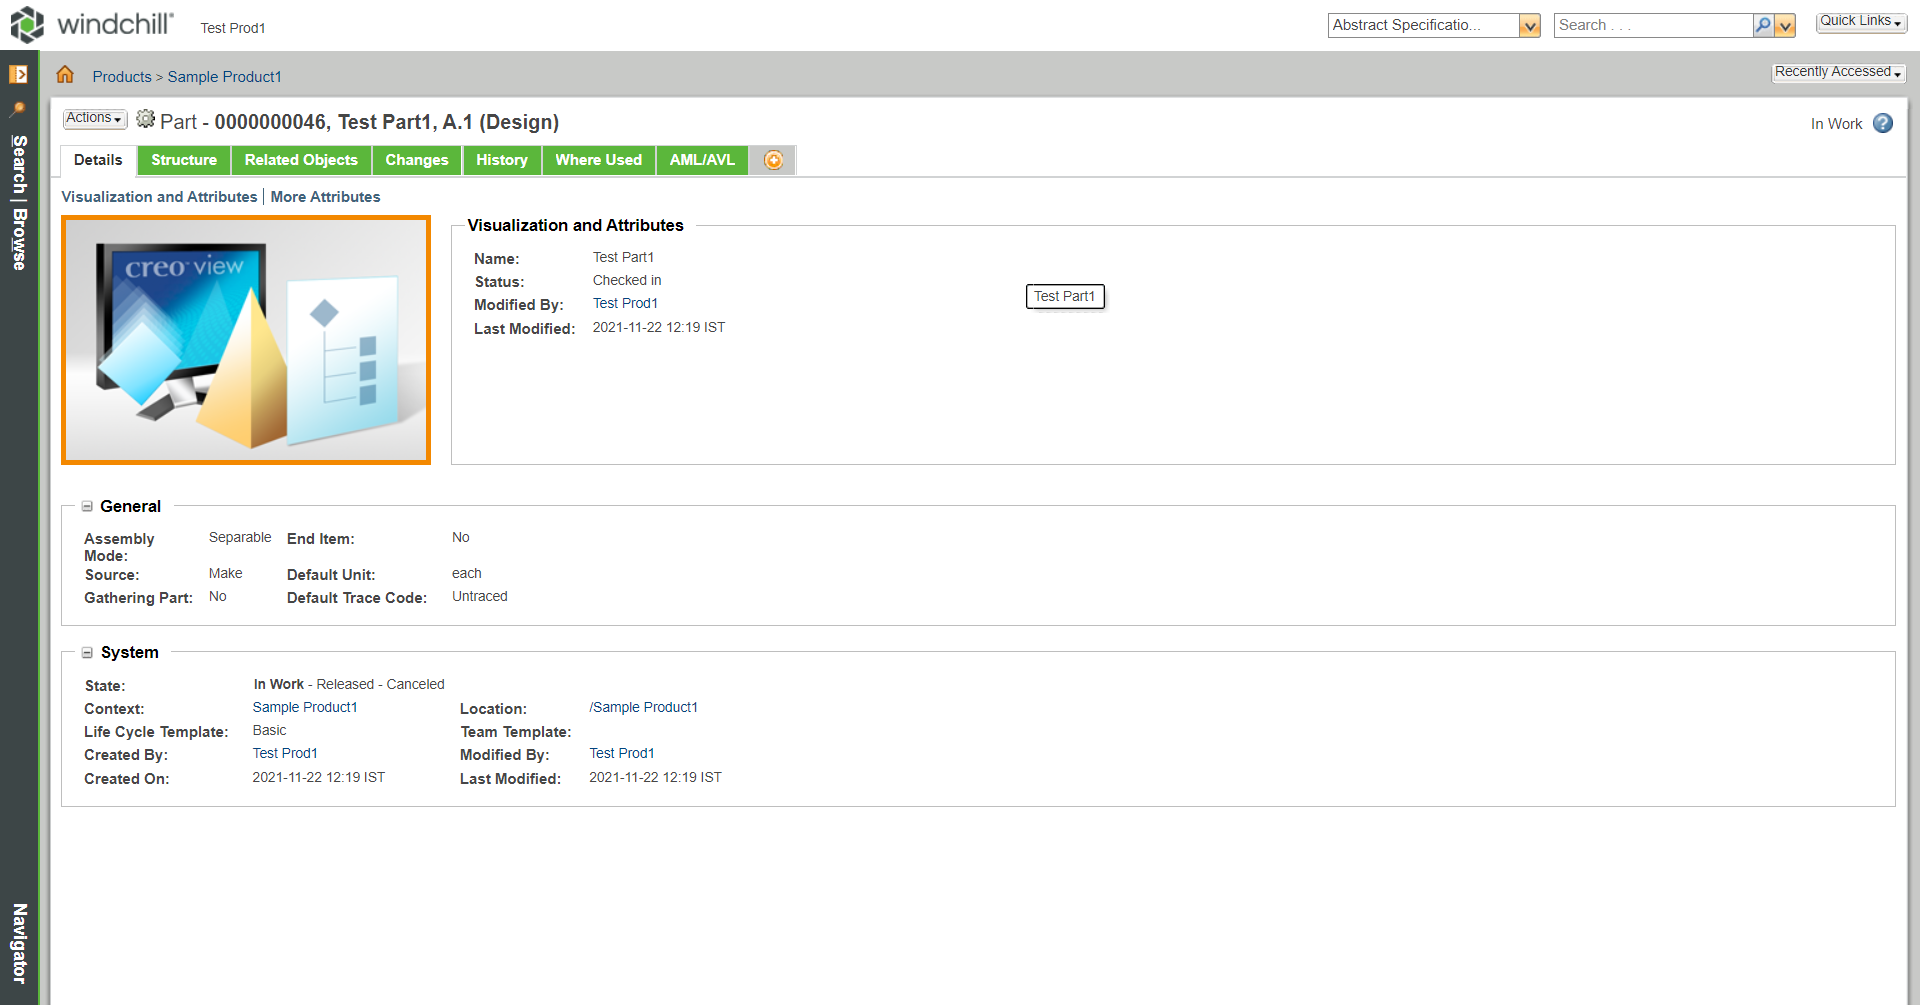 windchill
Test Prod1
Abstract Specificatio...
Search . . .
Quick Links
Products > Sample Product1
Recently Accessed
Search | Browse
Navigator
Actions
Part - 0000000046, Test Part1, A.1 (Design)
In Work
Details
Structure
Related Objects
Changes
History
Where Used
AML/AVL
Visualization and Attributes | More Attributes
creo view
Visualization and Attributes
Name: Test Part1
Status: Checked in
Modified By: Test Prod1
Last Modified: 2021-11-22 12:19 IST
Test Part1
General
Assembly Mode: Separable End Item: No
Source: Make Default Unit: each
Gathering Part: No Default Trace Code: Untraced
System
State: In Work - Released - Canceled
Context: Sample Product1 Location: /Sample Product1
Life Cycle Template: Basic Team Template:
Created By: Test Prod1 Modified By: Test Prod1
Created On: 2021-11-22 12:19 IST Last Modified: 2021-11-22 12:19 IST